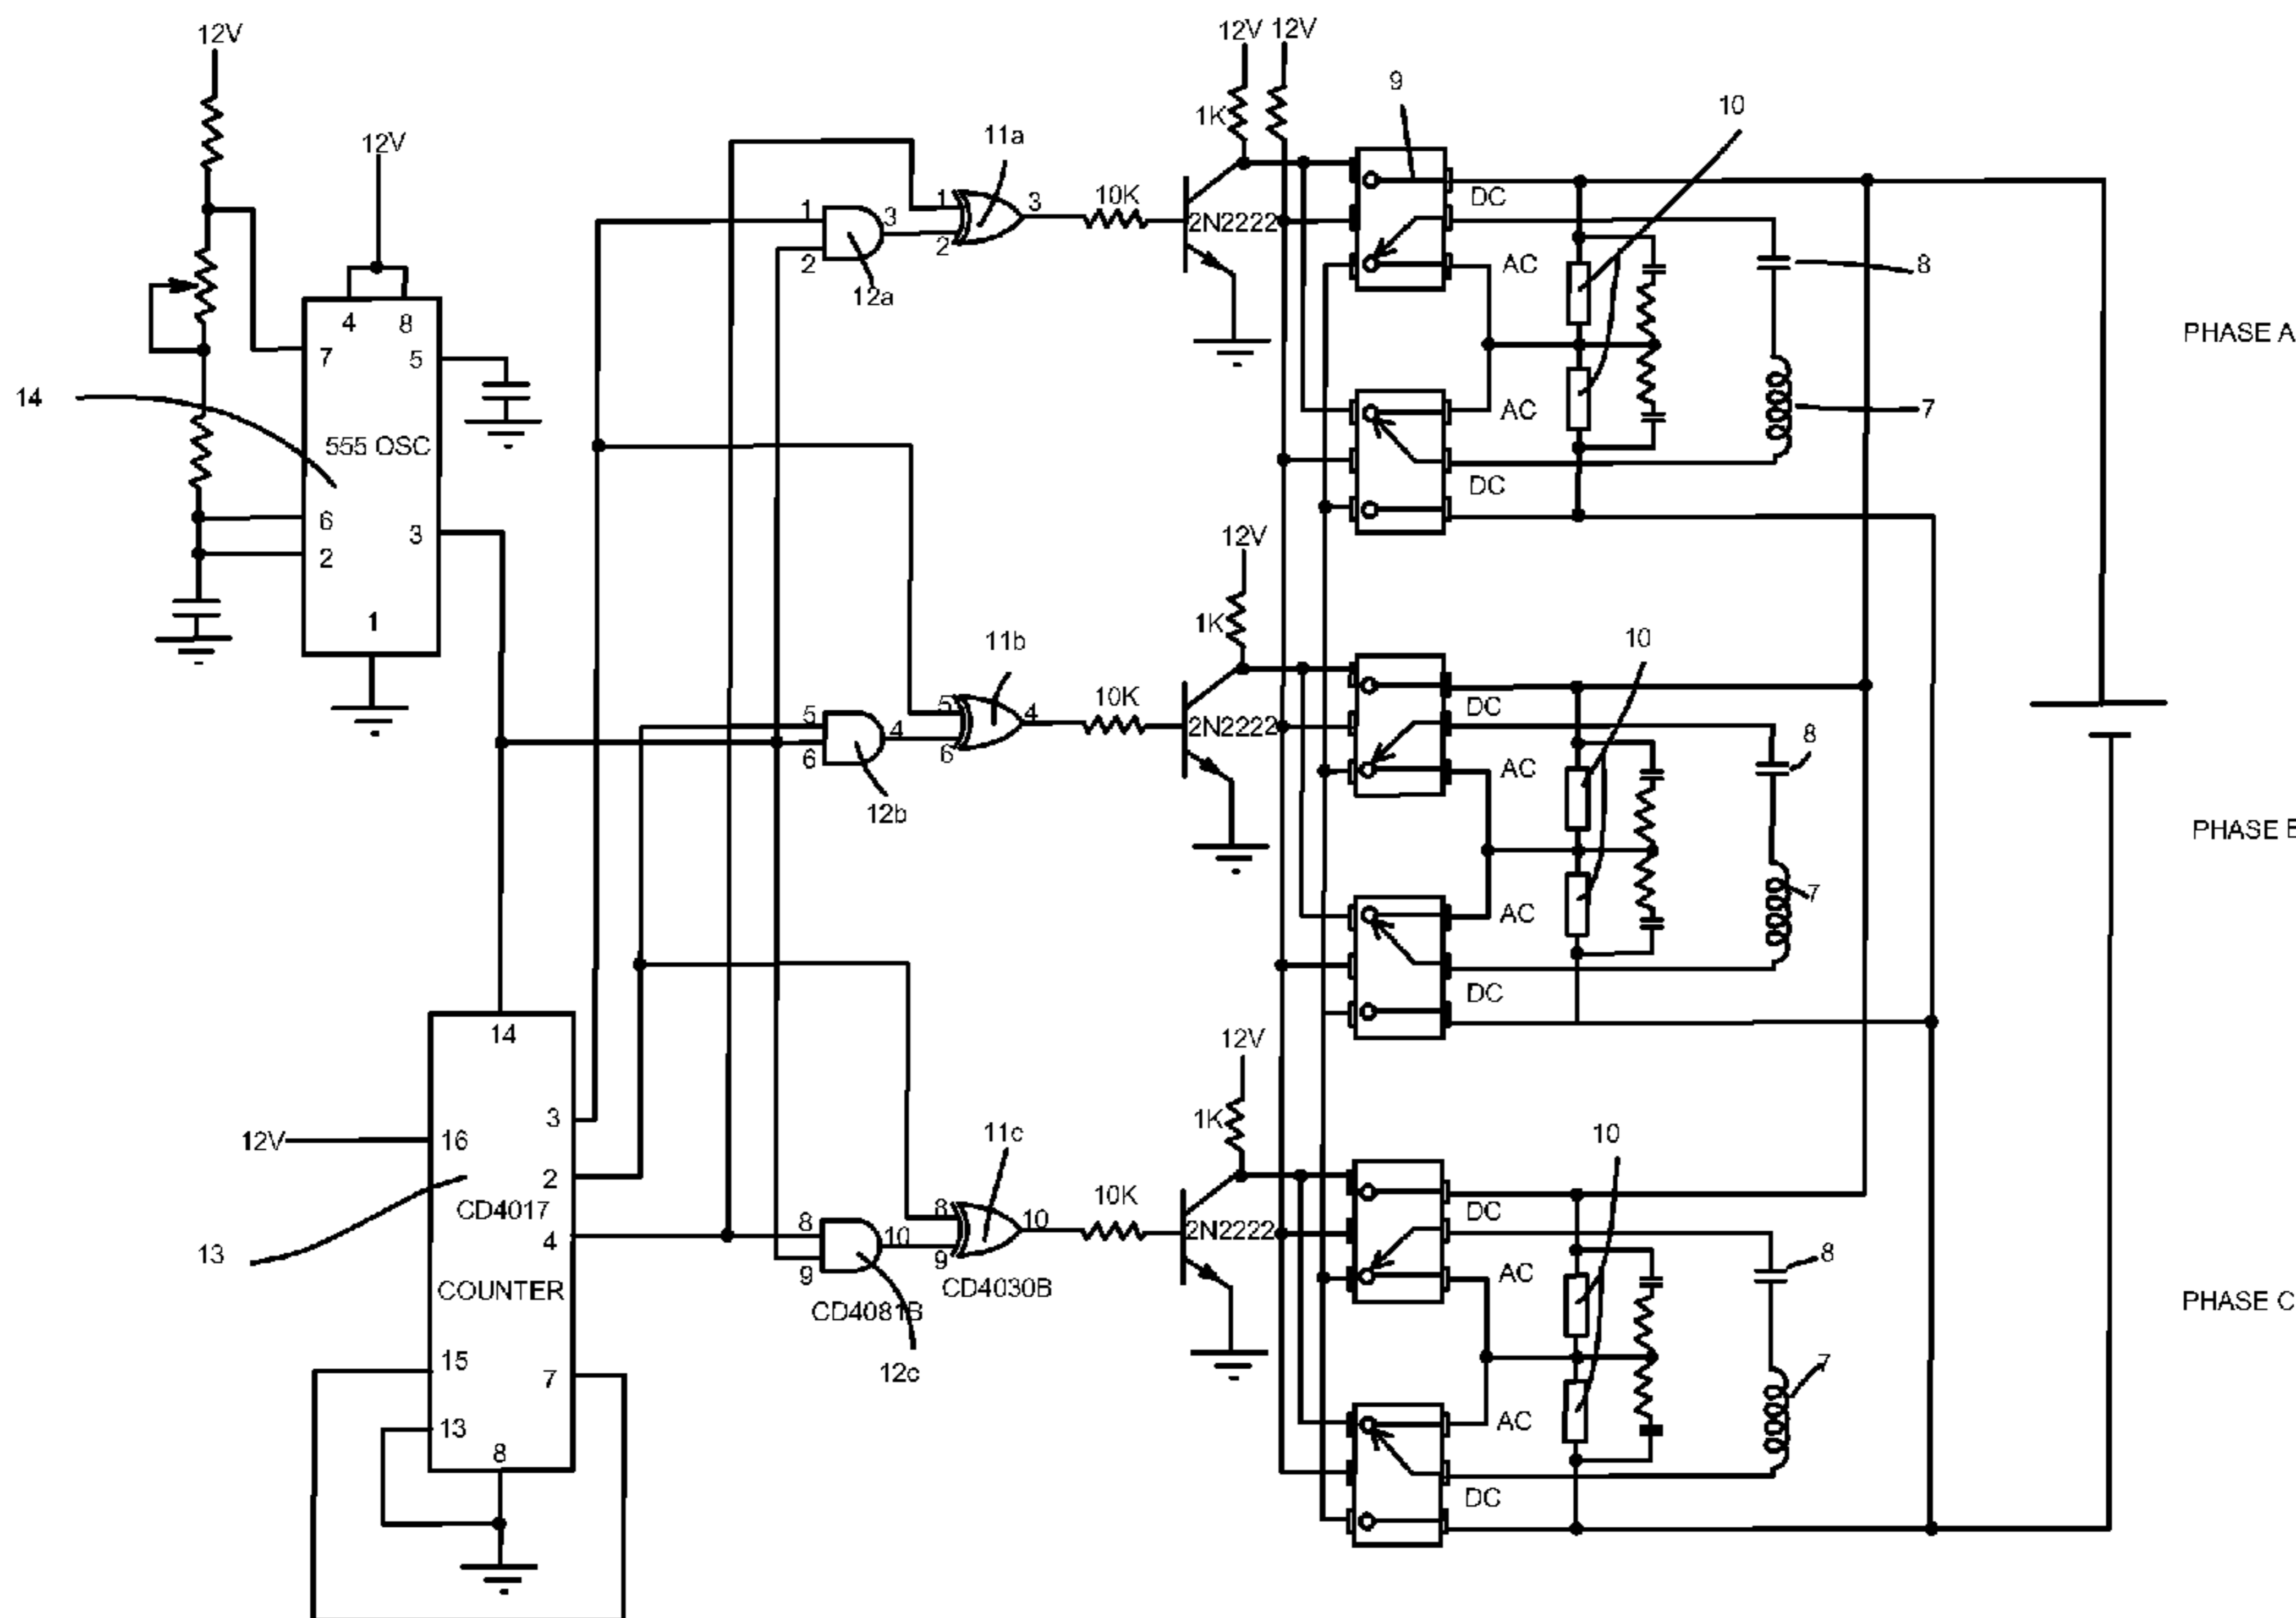 12V
12V
14
7
4
8
5
555 OSC
6
2
3
1
14
12V
16
3
2
CD4017
4
13
COUNTER
15
7
13
8
1
2
3
12a
11a
1
2
3
10K
5
6
4
12b
11b
5
6
4
10K
8
9
10
CD4081B
12c
11c
8
9
10
CD4030B
10K
12V 12V
1K
2N2222
9
10
DC
AC
8
AC
7
DC
PHASE A
12V
1K
2N2222
10
DC
AC
8
AC
7
DC
PHASE B
12V
1K
2N2222
10
DC
AC
8
AC
7
DC
PHASE C